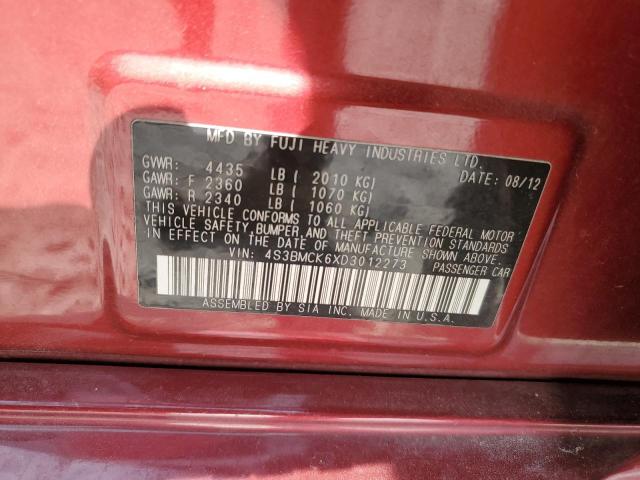 MFD BY FUJI HEAVY INDUSTRIES LTD.
GVWR: 4435 LB ( 2010 KG) DATE: 08/12
GAWR: F 2360 LB ( 1070 KG)
GAWR: R 2340 LB ( 1060 KG)
THIS VEHICLE CONFORMS TO ALL APPLICABLE FEDERAL MOTOR
VEHICLE SAFETY, BUMPER AND THEFT PREVENTION STANDARDS
IN EFFECT ON THE DATE OF MANUFACTURE SHOWN ABOVE.
VIN: 4S3BMCK6XD3012273 PASSENGER CAR
ASSEMBLED BY SIA INC. MADE IN U.S.A.